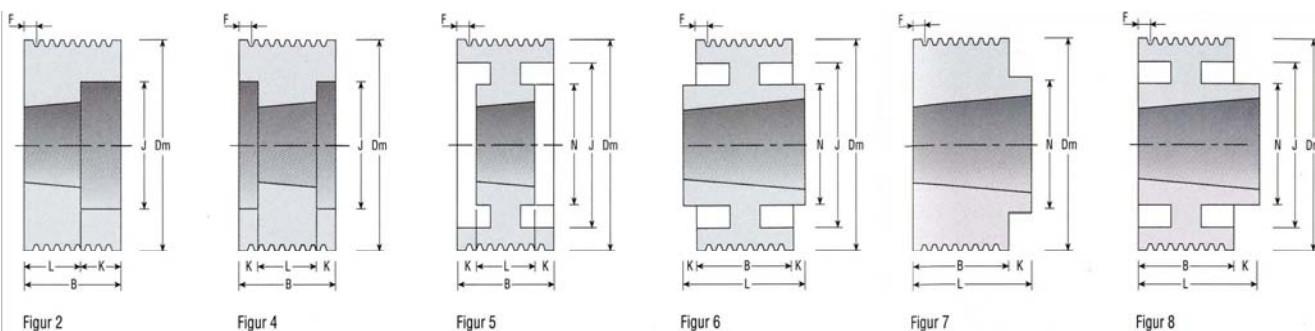 F F F F F F
J Dm J Dm N J Dm N J Dm N Dm N J Dm
L K K L K K L K K B K B K B K
B B B L L L
Figur 2 Figur 4 Figur 5 Figur 6 Figur 7 Figur 8